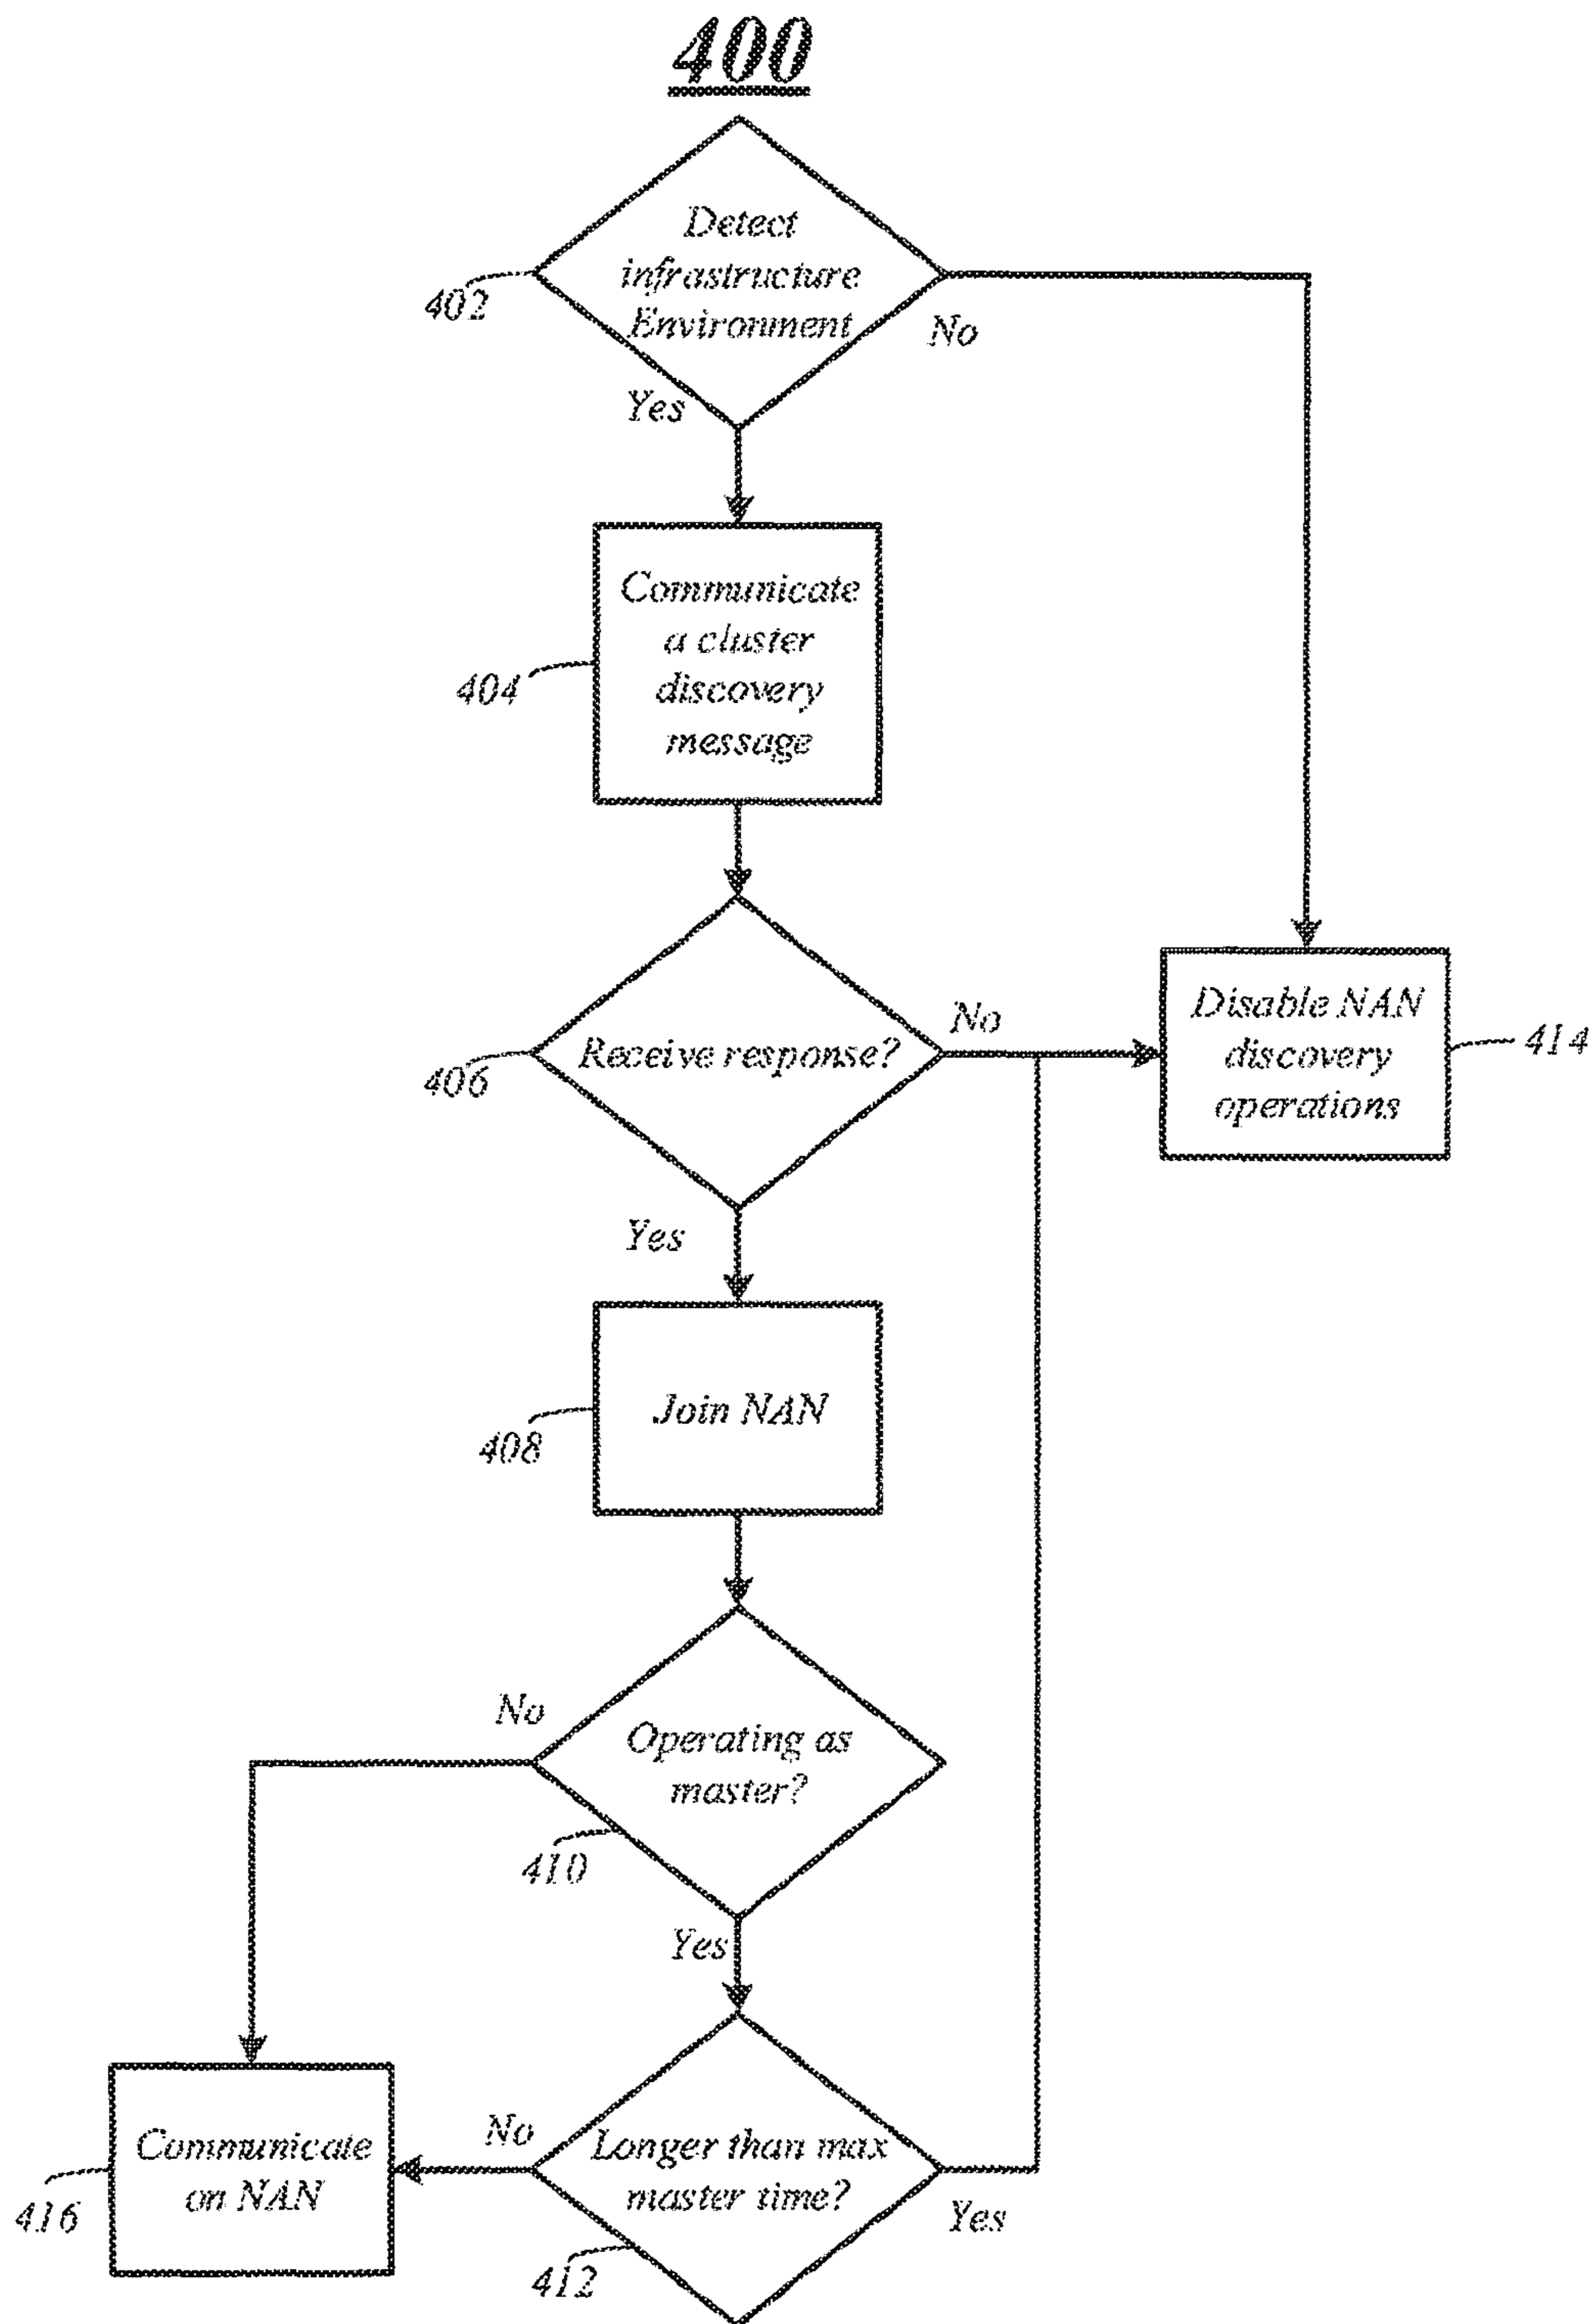 400
Detect
infrastructure
Environment
402
No
Yes
Communicate
a cluster
discovery
message
404
Receive response?
406
No
Disable NAN
discovery
operations
414
Yes
Join NAN
408
No
Operating as
master?
410
Yes
Communicate
on NAN
416
No
Longer than max
master time?
Yes
412